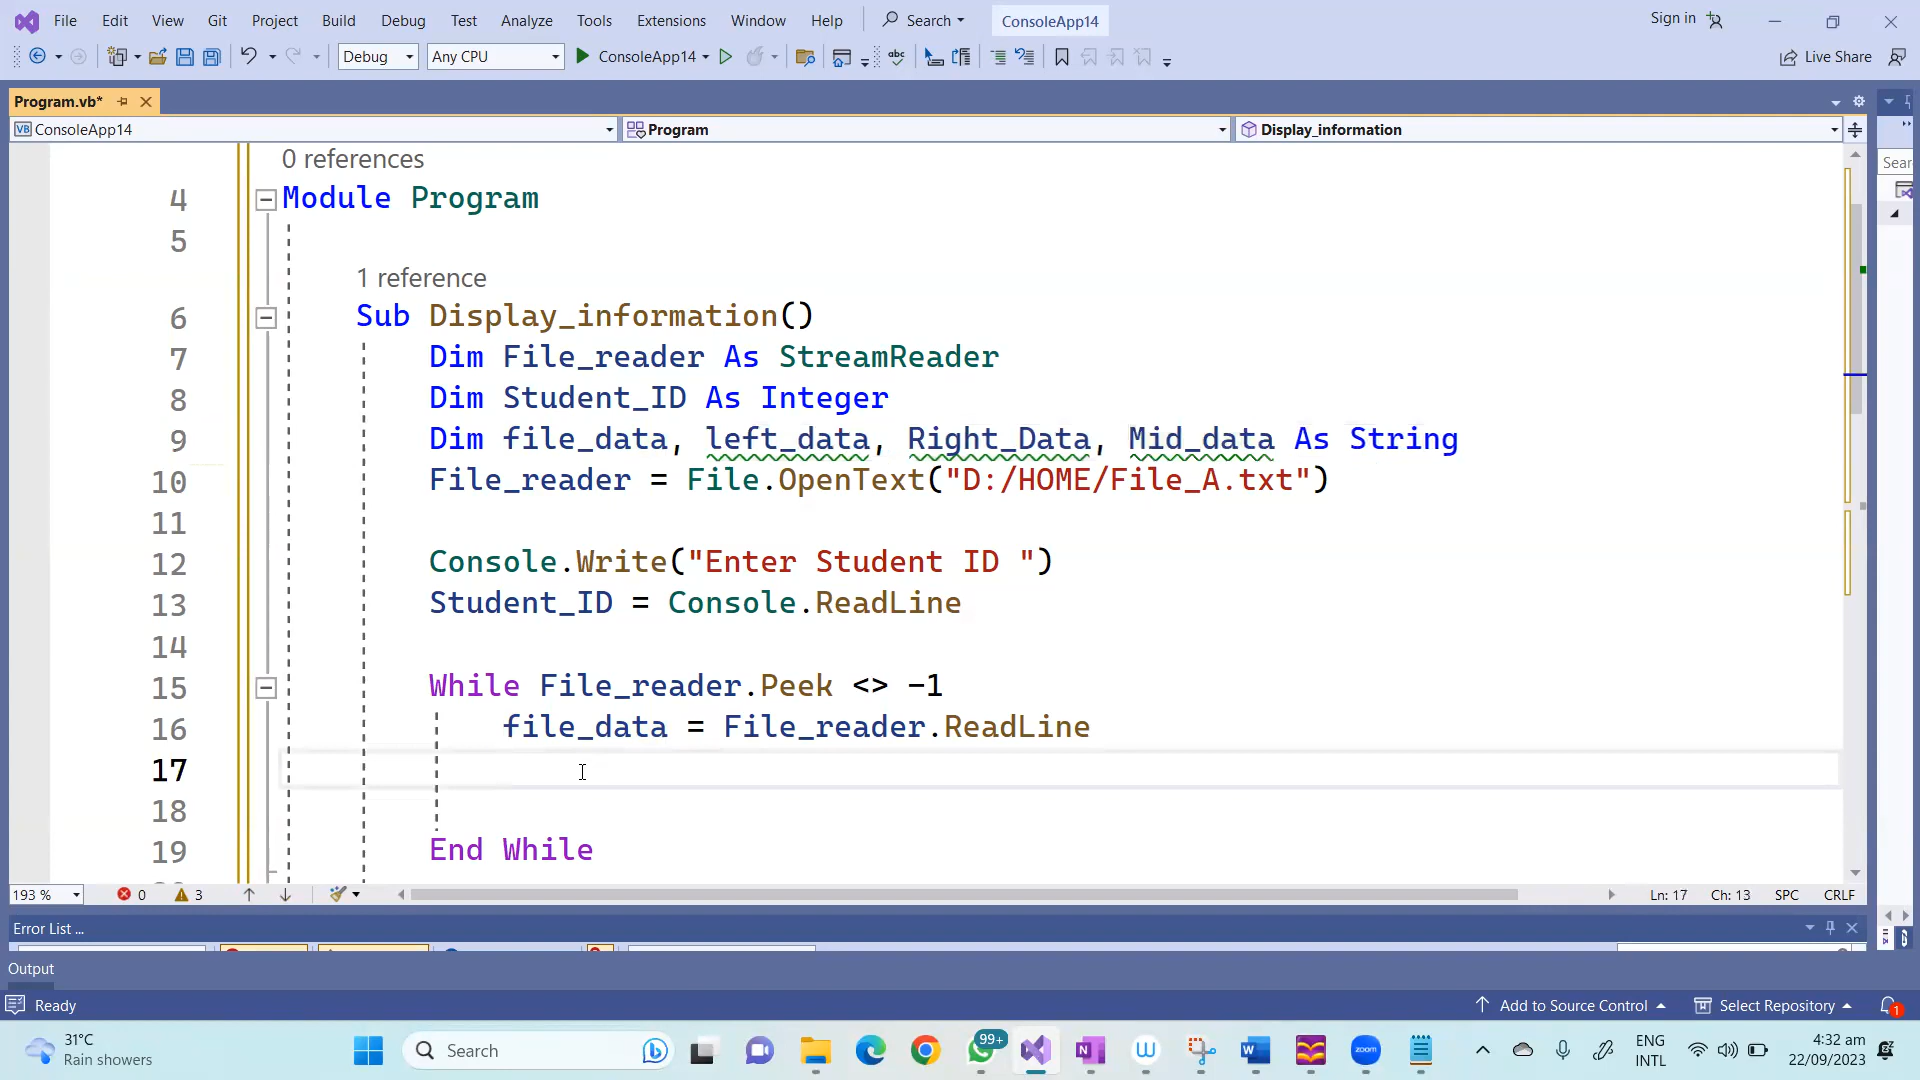 File Edit View Git Project Build Debug Test Analyze Tools Extensions Window Help Search ConsoleApp14 Sign in
Debug Any CPU ConsoleApp14 abc Live Share
Program.vb*
VB ConsoleApp14 Program Display_information
0 references
4 Module Program
5
1 reference
6 Sub Display_information()
7 Dim File_reader As StreamReader
8 Dim Student_ID As Integer
9 Dim file_data, left_data, Right_Data, Mid_data As String
10 File_reader = File.OpenText("D:/HOME/File_A.txt")
11
12 Console.Write("Enter Student ID ")
13 Student_ID = Console.ReadLine
14
15 While File_reader.Peek <> -1
16 file_data = File_reader.ReadLine
17
18
19 End While
Sear
193 % 0 3 Ln: 17 Ch: 13 SPC CRLF
Error List ...
Output
Ready Add to Source Control Select Repository 1
31°C
Rain showers
Search
99+
zoom
ENG
INTL
4:32 am
22/09/2023